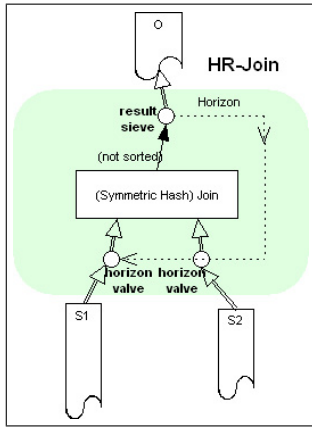 O
HR-Join
Horizon
result
sieve
(not sorted)
(Symmetric Hash) Join
horizon horizon
valve valve
S1
S2